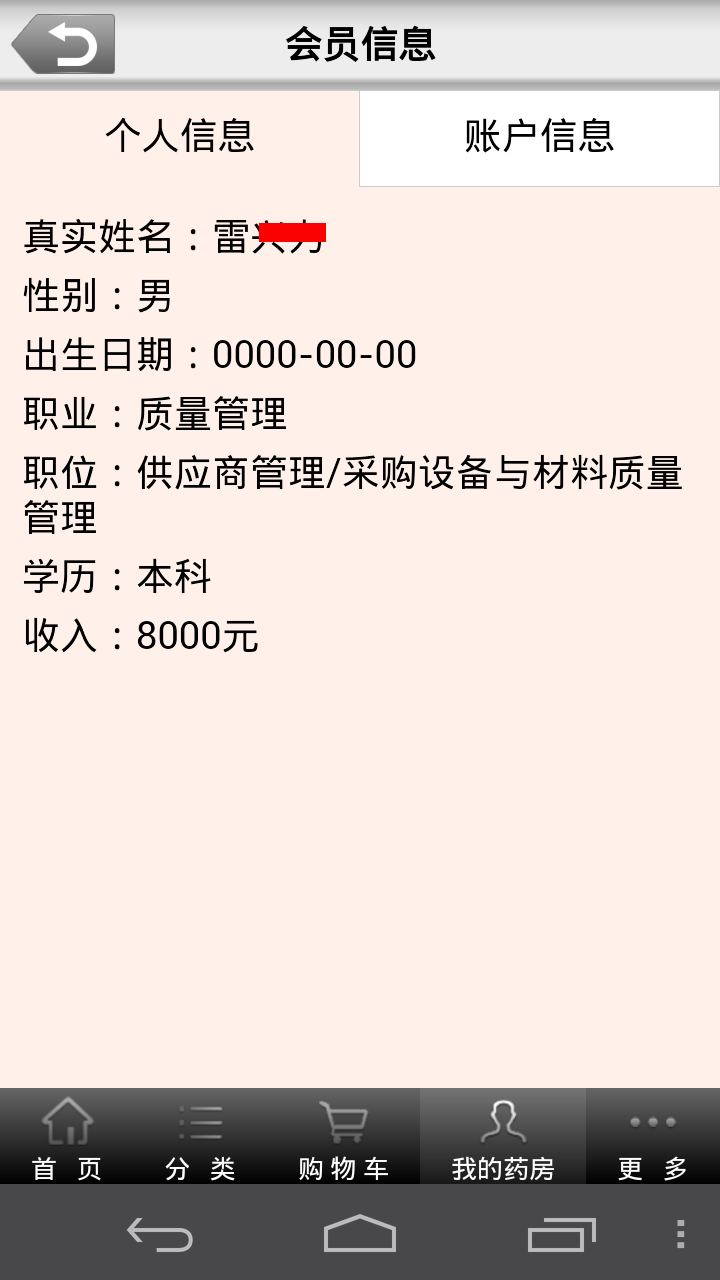 会员信息
个人信息
账户信息
真实姓名：雷
性别：男
出生日期：0000-00-00
职业：质量管理
职位：供应商管理/采购设备与材料质量
管理
学历：本科
收入：8000元
首 页
分 类
购物车
我的药房
更 多